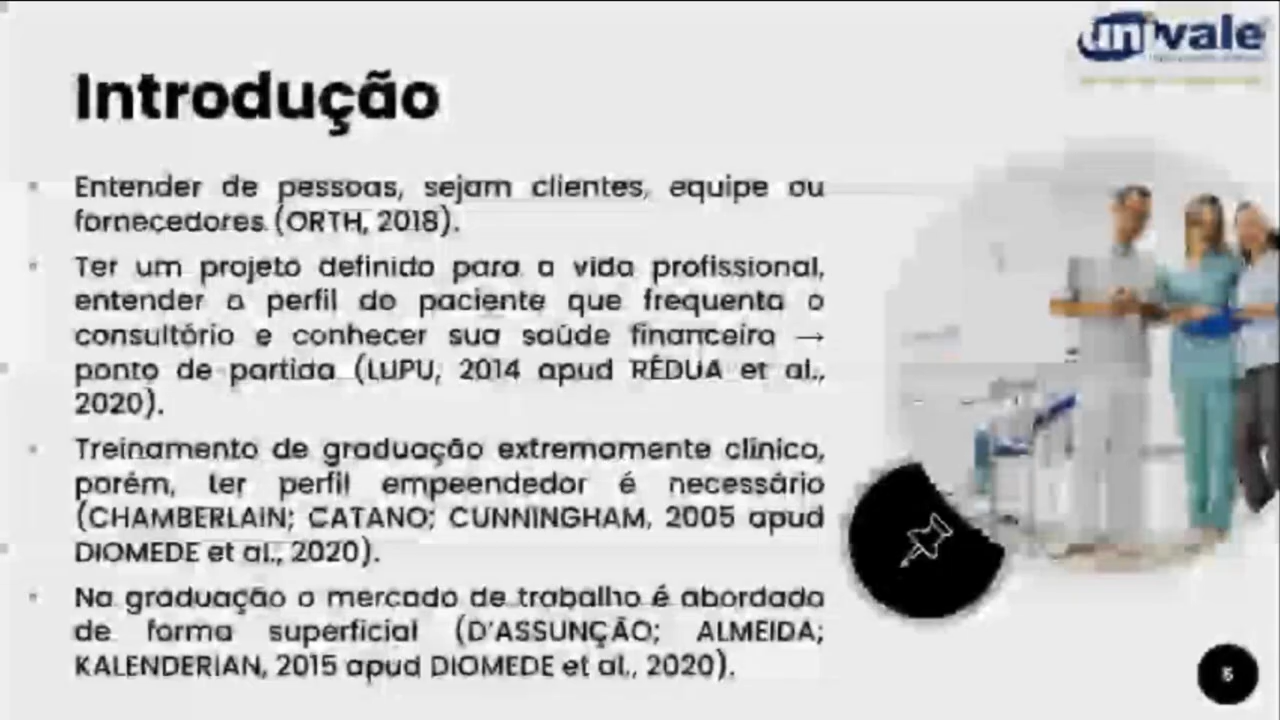 univale
Introdução
Entender de pessoas, sejam clientes, equipe ou
fornecedores (ORTH, 2018).
Ter um projeto definido para a vida profissional,
entender o perfil do paciente que frequenta o
consultório e conhecer sua saúde financeira →
ponto de partida (LUPU, 2014 apud RÉDUA et al.,
2020).
Treinamento de graduação extremamente clínico,
porém, ter perfil empeendedor é necessário
(CHAMBERLAIN; CATANO; CUNNINGHAM, 2005 apud
DIOMEDE et al., 2020).
Na graduação o mercado de trabalho é abordado
de forma superficial (D'ASSUNÇÃO; ALMEIDA;
KALENDERIAN, 2015 apud DIOMEDE et al., 2020).
5